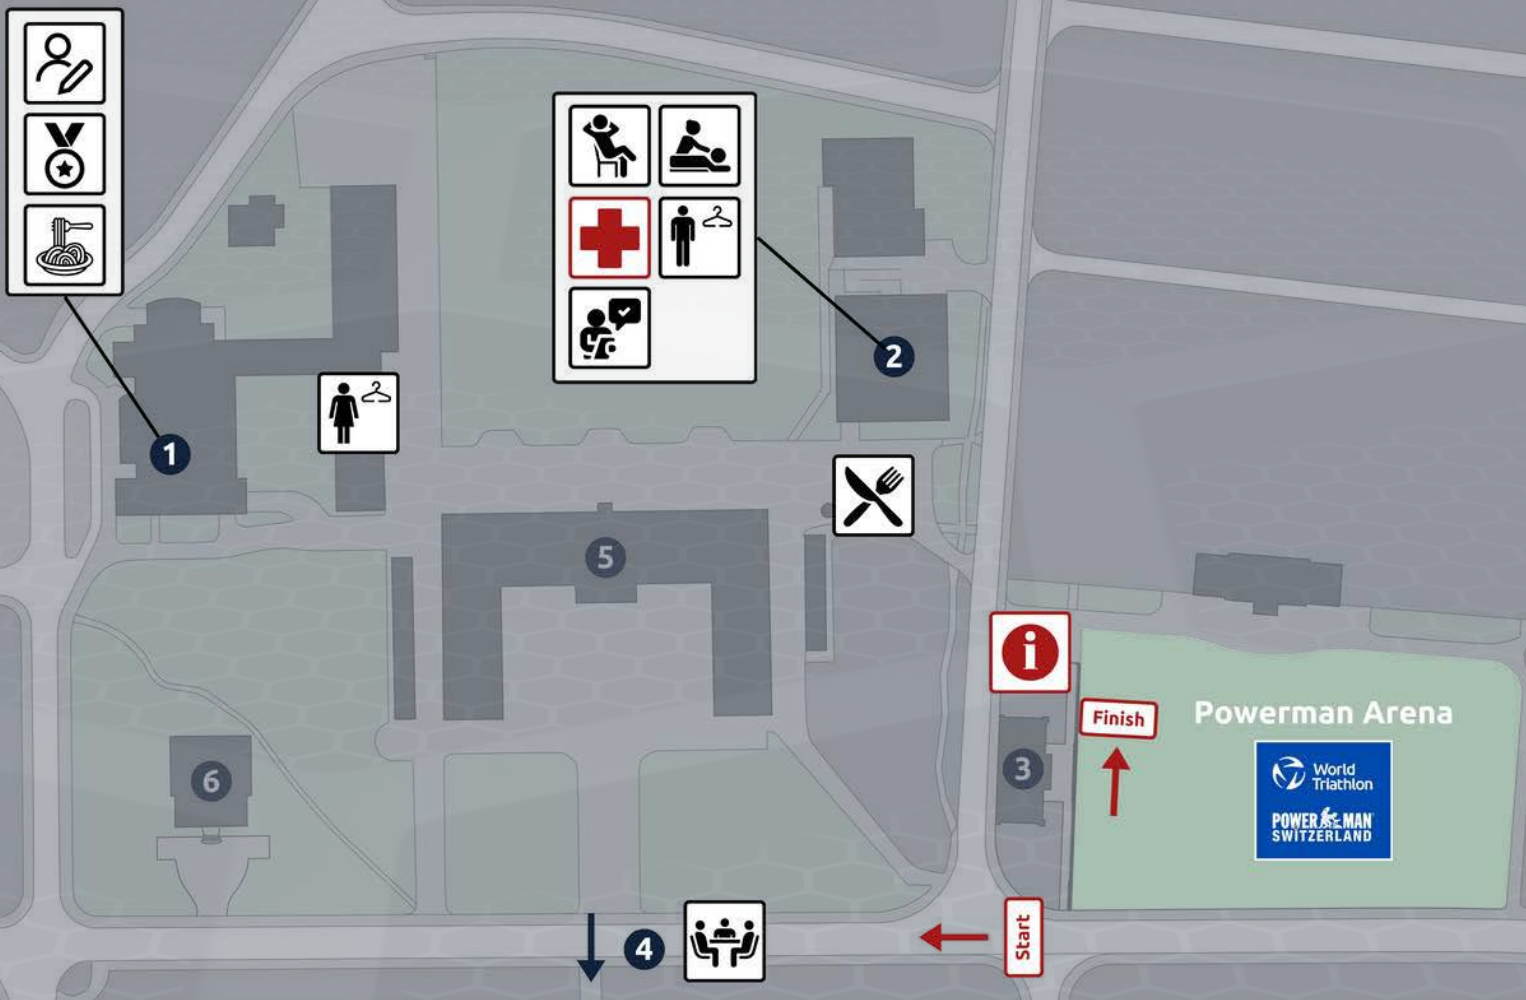 1
2
5
i
Finish
Powerman Arena
World
Triathlon
POWERMAN
SWITZERLAND
3
6
4
Start